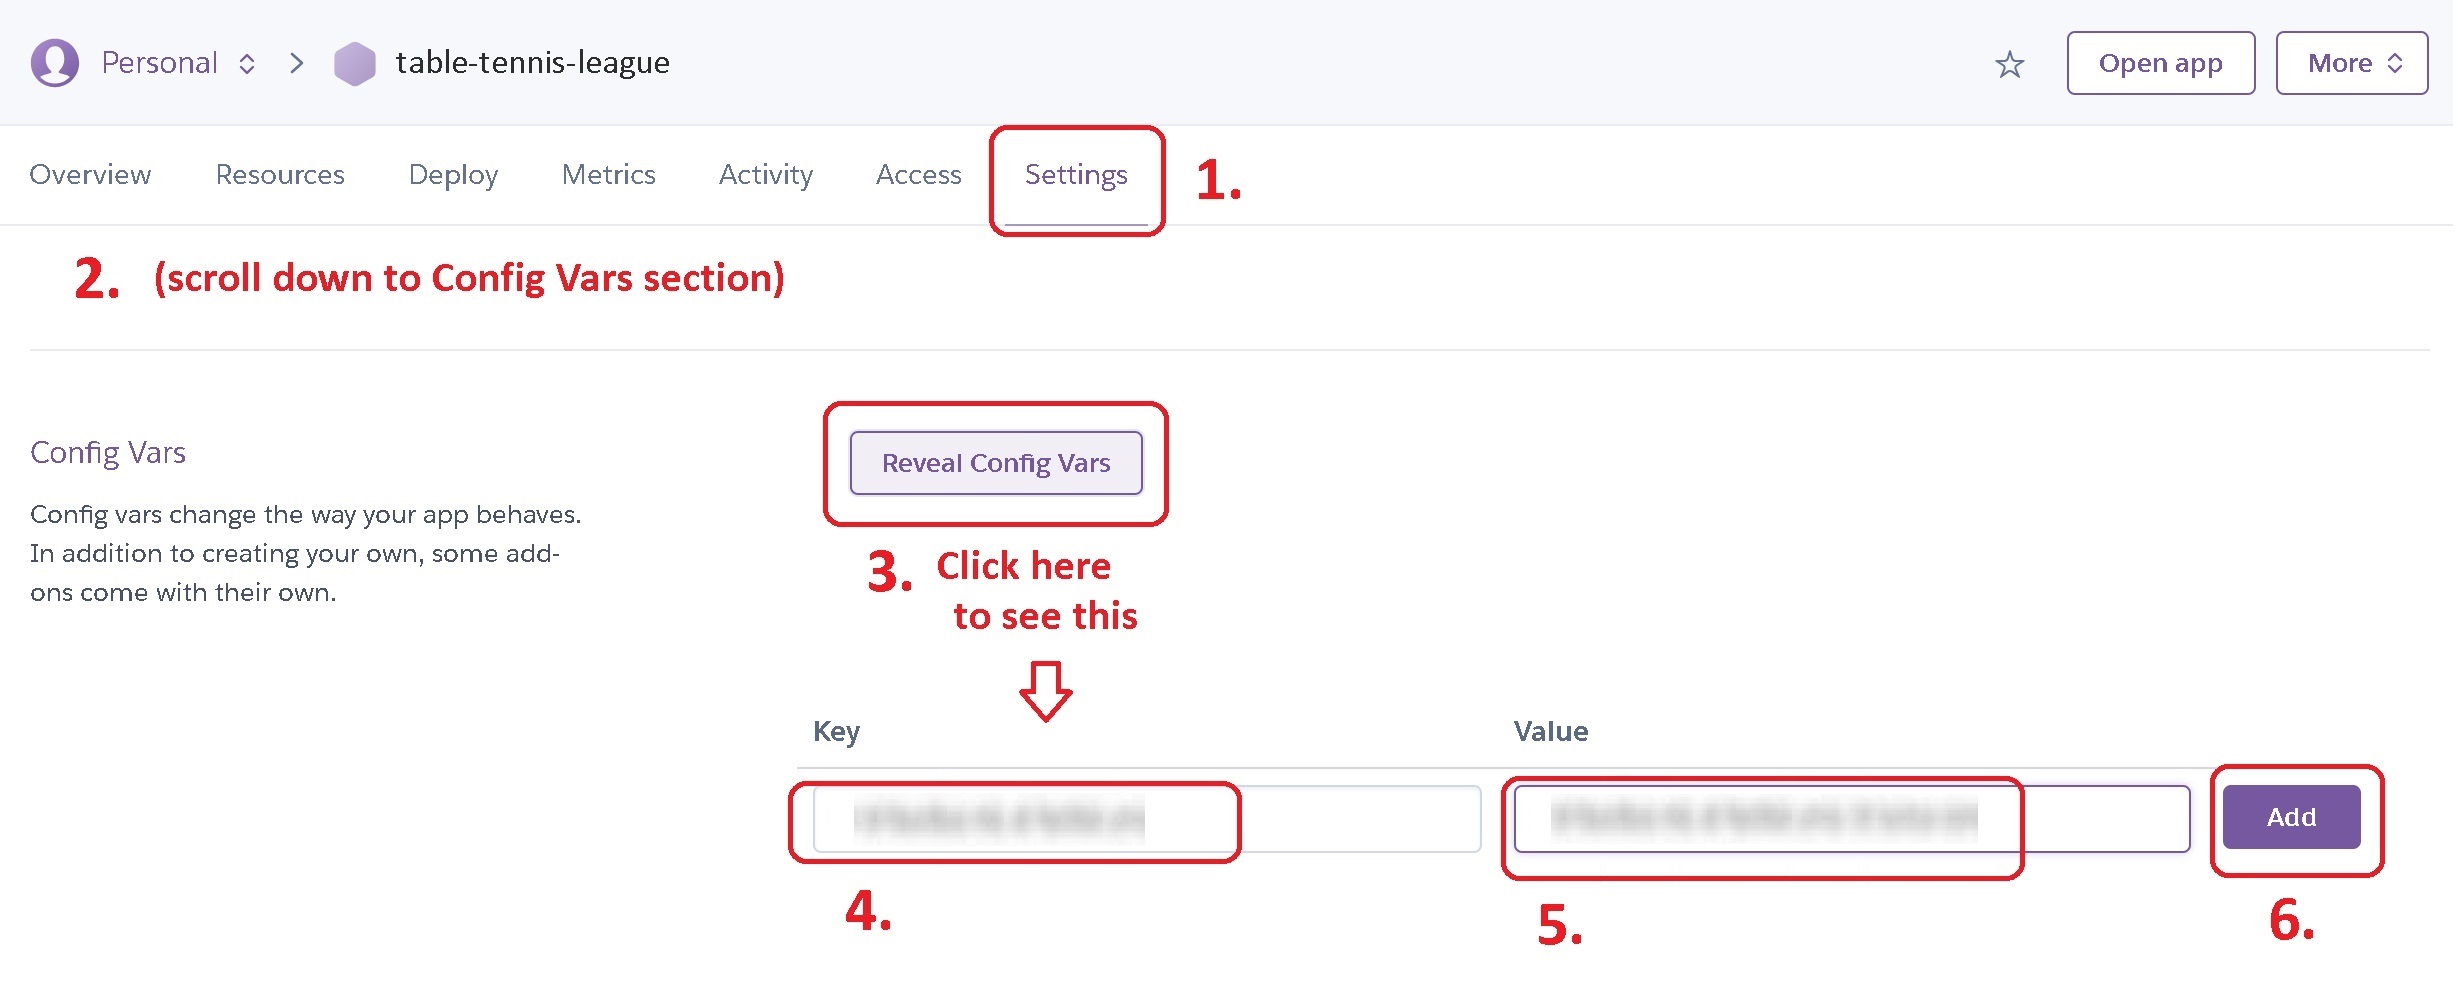 Personal
table-tennis-league
Open app
More
Overview
Resources
Deploy
Metrics
Activity
Access
Settings
1.
2. (scroll down to Config Vars section)
Config Vars
Config vars change the way your app behaves.
In addition to creating your own, some add-
ons come with their own.
Reveal Config Vars
3. Click here
to see this
Key
Value
Add
4.
5.
6.